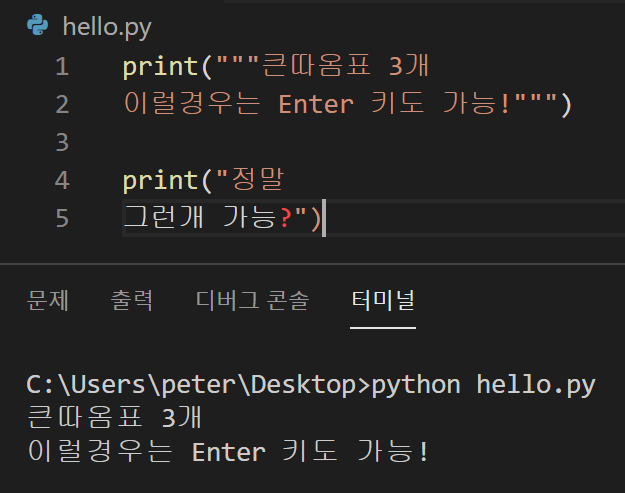 hello.py
1 print("""큰따옴표 3개
2 이럴경우는 Enter 키도 가능!""")
3
4 print("정말
5 그런개 가능?")
문제 출력 디버그 콘솔 터미널
C:\Users\peter\Desktop>python hello.py
큰따옴표 3개
이럴경우는 Enter 키도 가능!